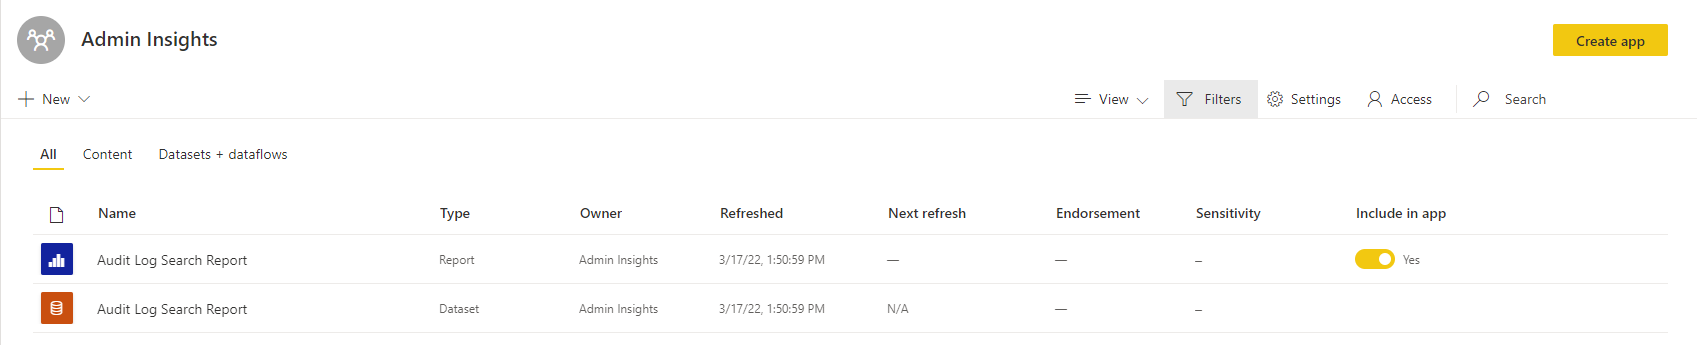 Admin Insights
Create app
New
View
Filters
Settings
Access
Search
All Content Datasets + dataflows
Name Type Owner Refreshed Next refresh Endorsement Sensitivity Include in app
Audit Log Search Report Report Admin Insights 3/17/22, 1:50:59 PM — — – Yes
Audit Log Search Report Dataset Admin Insights 3/17/22, 1:50:59 PM N/A — –